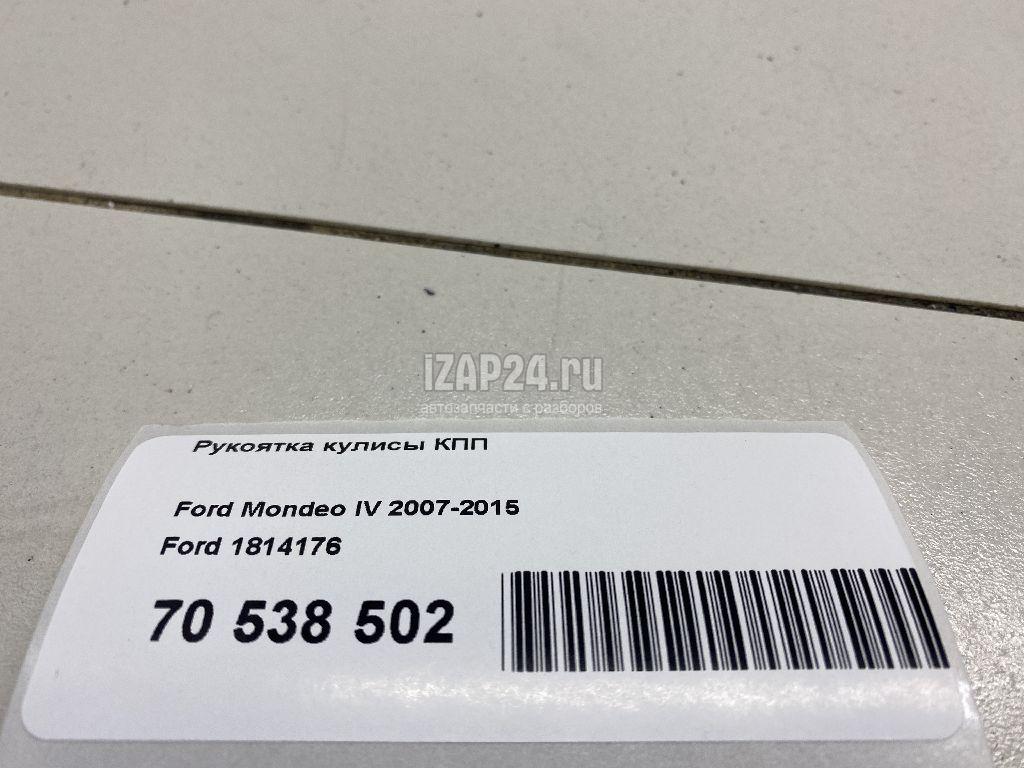 iZAP24.ru
автозапчасти с разборов
Рукоятка кулисы КПП
Ford Mondeo IV 2007-2015
Ford 1814176
70 538 502